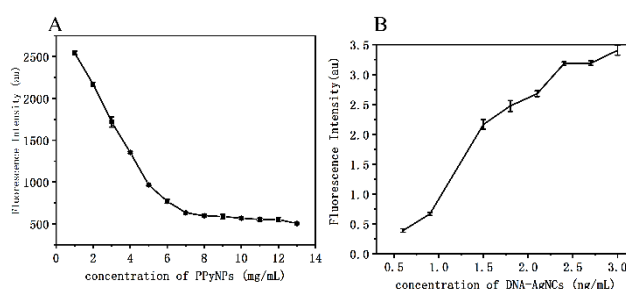 A
Fluorescence Intensity (au)
2500
2000
1500
1000
500
0 2 4 6 8 10 12 14
concentration of PPyNPs (mg/mL)
B
Fluorescence Intensity(au)
3.5
3.0
2.5
2.0
1.5
1.0
0.5
0.0
0.5 1.0 1.5 2.0 2.5 3.0
concentration of DNA-AgNCs (ng/mL)